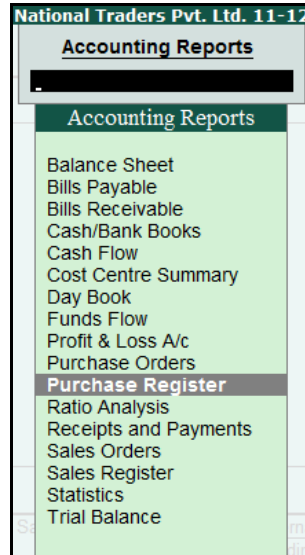 National Traders Pvt. Ltd. 11-12
Accounting Reports
Accounting Reports
Balance Sheet
Bills Payable
Bills Receivable
Cash/Bank Books
Cash Flow
Cost Centre Summary
Day Book
Funds Flow
Profit & Loss A/c
Purchase Orders
Purchase Register
Ratio Analysis
Receipts and Payments
Sales Orders
Sales Register
Statistics
Trial Balance